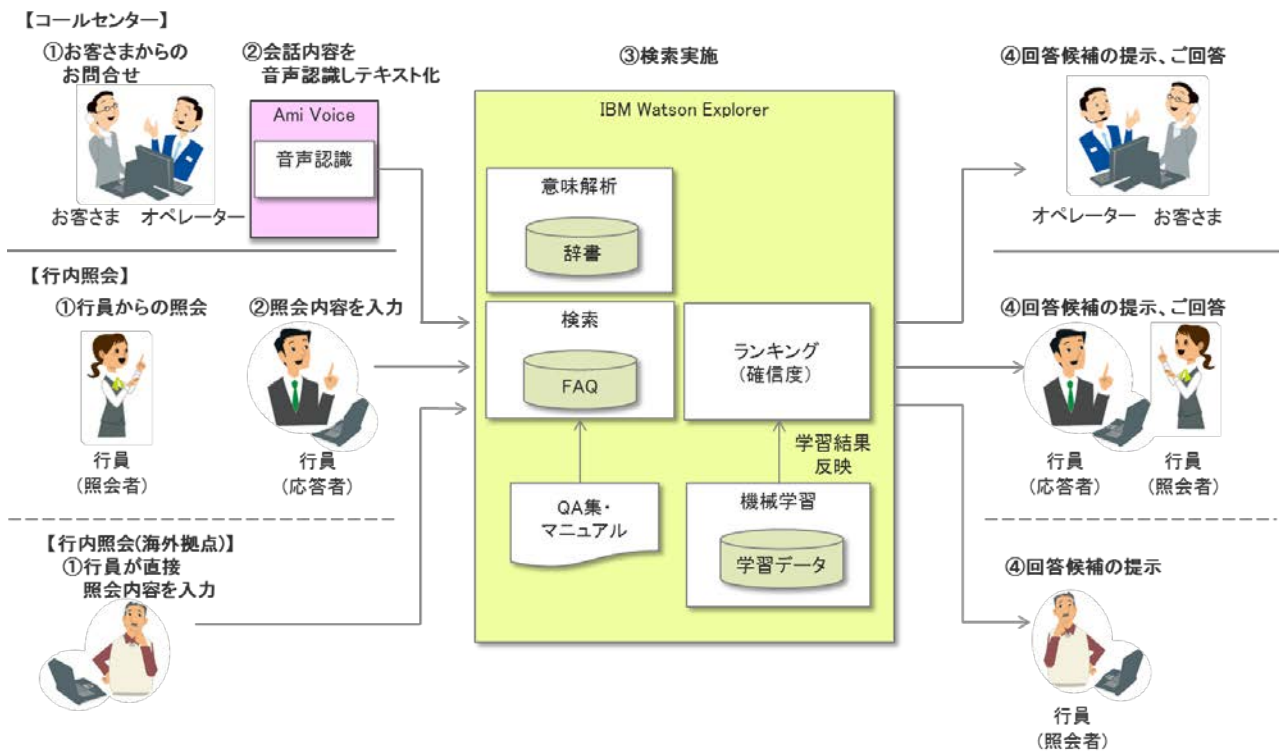 【コールセンター】
①お客さまからの
お問合せ
②会話内容を
音声認識しテキスト化
③検索実施
④回答候補の提示、ご回答
Ami Voice
音声認識
お客さま
オペレーター
IBM Watson Explorer
意味解析
辞書
検索
FAQ
ランキング
(確信度)
学習結果
反映
QA集・
マニュアル
機械学習
学習データ
オペレーター
お客さま
【行内照会】
①行員からの照会
②照会内容を入力
④回答候補の提示、ご回答
行員
(照会者)
行員
(応答者)
行員
(応答者)
行員
(照会者)
【行内照会(海外拠点)】
①行員が直接
照会内容を入力
④回答候補の提示
行員
(照会者)